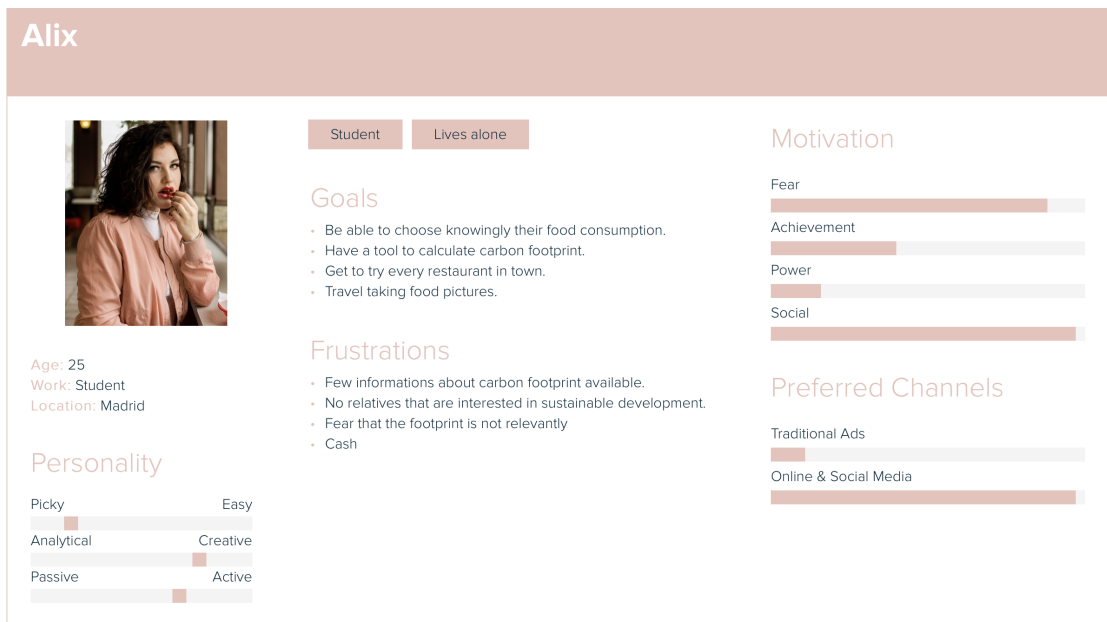 Alix
Student
Lives alone
Goals
• Be able to choose knowingly their food consumption.
• Have a tool to calculate carbon footprint.
• Get to try every restaurant in town.
• Travel taking food pictures.
Frustrations
• Few informations about carbon footprint available.
• No relatives that are interested in sustainable development.
• Fear that the footprint is not relevantly
• Cash
Age: 25
Work: Student
Location: Madrid
Personality
Picky Easy
Analytical Creative
Passive Active
Motivation
Fear
Achievement
Power
Social
Preferred Channels
Traditional Ads
Online & Social Media